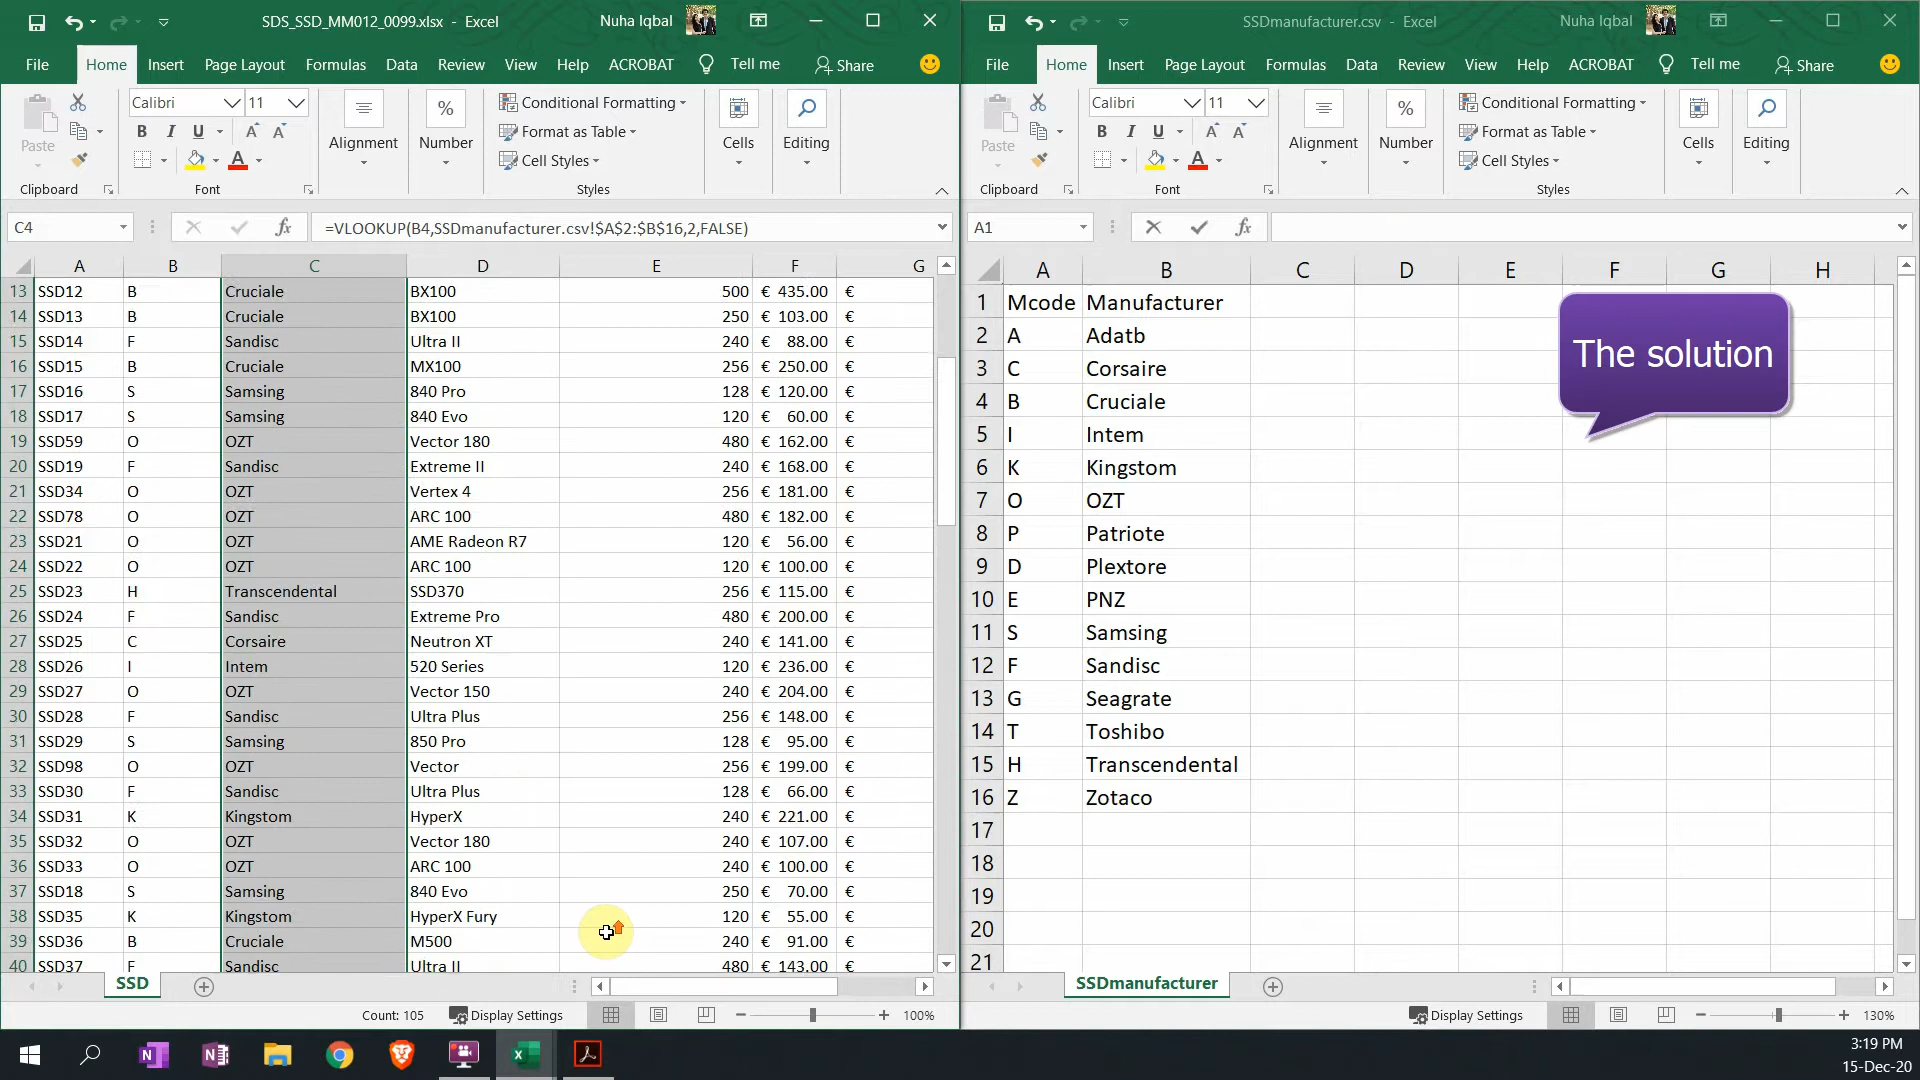 SDS_SSD_MM012_0099.xlsx - Excel
Nuha Iqbal
File Home Insert Page Layout Formulas Data Review View Help ACROBAT Tell me Share
Calibri 11
B I U A A
A
Paste
Alignment
% Number
Conditional Formatting
Format as Table
Cell Styles
Cells
Editing
Clipboard Font Styles
C4 fx =VLOOKUP(B4,SSDmanufacturer.csv!$A$2:$B$16,2,FALSE)
A B C D E F G
13 SSD12 B Cruciale BX100 500 € 435.00 €
14 SSD13 B Cruciale BX100 250 € 103.00 €
15 SSD14 F Sandisc Ultra II 240 € 88.00 €
16 SSD15 B Cruciale MX100 256 € 250.00 €
17 SSD16 S Samsing 840 Pro 128 € 120.00 €
18 SSD17 S Samsing 840 Evo 120 € 60.00 €
19 SSD59 O OZT Vector 180 480 € 162.00 €
20 SSD19 F Sandisc Extreme II 240 € 168.00 €
21 SSD34 O OZT Vertex 4 256 € 181.00 €
22 SSD78 O OZT ARC 100 480 € 182.00 €
23 SSD21 O OZT AME Radeon R7 120 € 56.00 €
24 SSD22 O OZT ARC 100 120 € 100.00 €
25 SSD23 H Transcendental SSD370 256 € 115.00 €
26 SSD24 F Sandisc Extreme Pro 480 € 200.00 €
27 SSD25 C Corsaire Neutron XT 240 € 141.00 €
28 SSD26 I Intem 520 Series 120 € 236.00 €
29 SSD27 O OZT Vector 150 240 € 204.00 €
30 SSD28 F Sandisc Ultra Plus 256 € 148.00 €
31 SSD29 S Samsing 850 Pro 128 € 95.00 €
32 SSD98 O OZT Vector 256 € 199.00 €
33 SSD30 F Sandisc Ultra Plus 128 € 66.00 €
34 SSD31 K Kingstom HyperX 240 € 221.00 €
35 SSD32 O OZT Vector 180 240 € 107.00 €
36 SSD33 O OZT ARC 100 240 € 100.00 €
37 SSD18 S Samsing 840 Evo 250 € 70.00 €
38 SSD35 K Kingstom HyperX Fury 120 € 55.00 €
39 SSD36 B Cruciale M500 240 € 91.00 €
40 SSD37 F Sandisc Ultra II 480 € 143.00 €
SSD
Count: 105 Display Settings 100%
SSDmanufacturer.csv - Excel
Nuha Iqbal
File Home Insert Page Layout Formulas Data Review View Help ACROBAT Tell me Share
Calibri 11
B I U A A
A
Paste
Alignment
% Number
Conditional Formatting
Format as Table
Cell Styles
Cells
Editing
Clipboard Font Styles
A1 fx
A B C D E F G H
1 Mcode Manufacturer
2 A Adatb
3 C Corsaire
4 B Cruciale
5 I Intem
6 K Kingstom
7 O OZT
8 P Patriote
9 D Plextore
10 E PNZ
11 S Samsing
12 F Sandisc
13 G Seagrate
14 T Toshibo
15 H Transcendental
16 Z Zotaco
17
18
19
20
21
The solution
SSDmanufacturer
Display Settings 130%
N N
3:19 PM
15-Dec-20